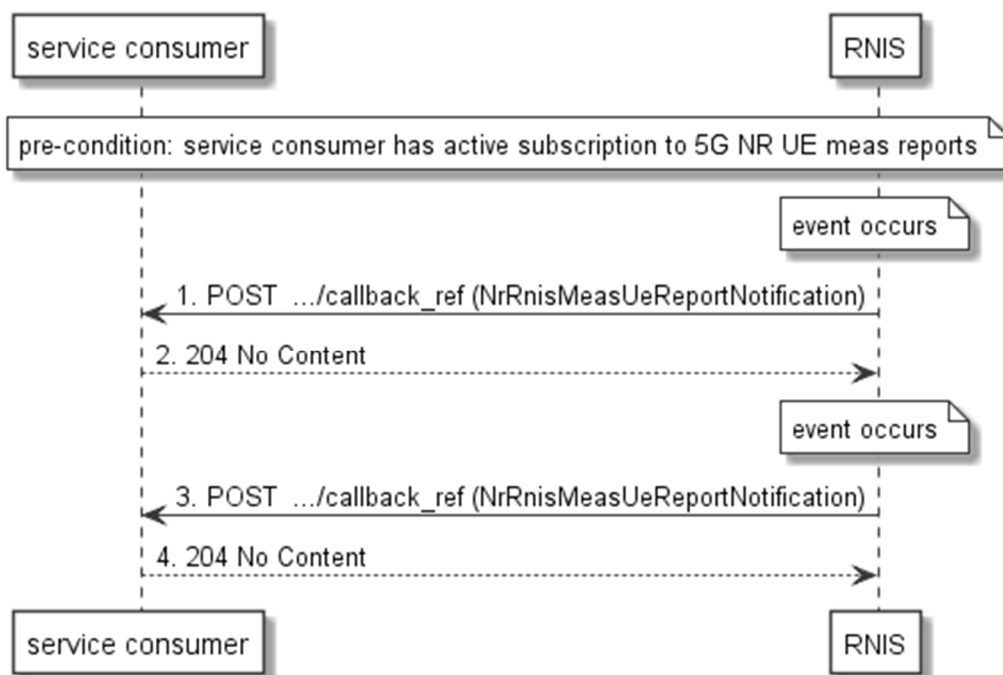 service consumer
RNIS
pre-condition: service consumer has active subscription to 5G NR UE meas reports
event occurs
1. POST .../callback_ref (NrRnisMeasUeReportNotification)
2. 204 No Content
event occurs
3. POST .../callback_ref (NrRnisMeasUeReportNotification)
4. 204 No Content
service consumer
RNIS